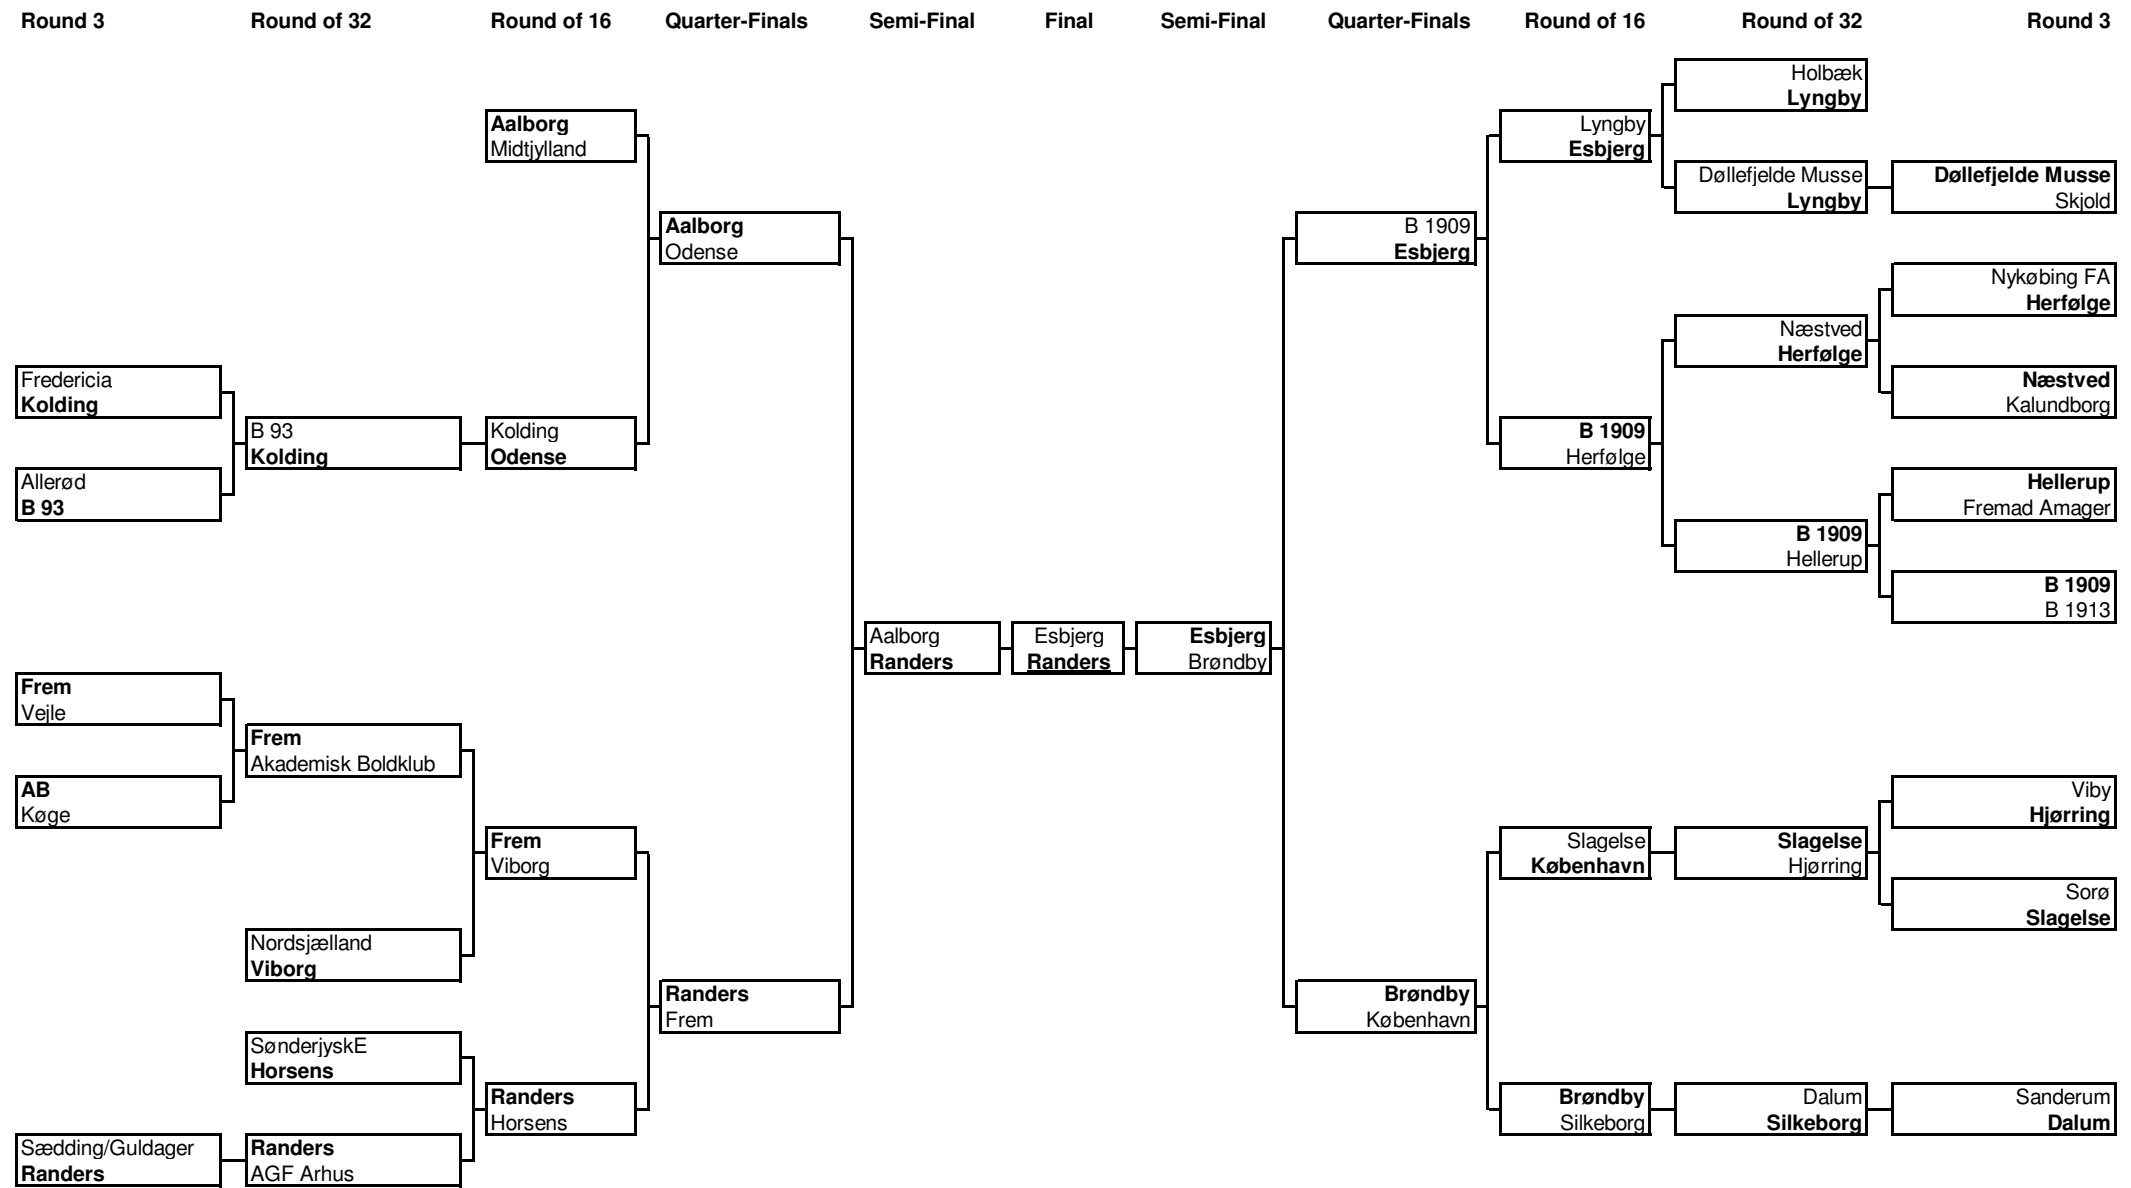 Round 3
Round of 32
Round of 16
Quarter-Finals
Semi-Final
Final
Semi-Final
Quarter-Finals
Round of 16
Round of 32
Round 3
Fredericia
Kolding
Allerød
B 93
Frem
Vejle
AB
Køge
Sædding/Guldager
Randers
B 93
Kolding
Frem
Akademisk Boldklub
Nordsjælland
Viborg
SønderjyskE
Horsens
Randers
AGF Arhus
Aalborg
Midtjylland
Kolding
Odense
Frem
Viborg
Randers
Horsens
Aalborg
Odense
Randers
Frem
Aalborg
Randers
Esbjerg
Randers
Esbjerg
Brøndby
B 1909
Esbjerg
Brøndby
København
Lyngby
Esbjerg
B 1909
Herfølge
Slagelse
København
Brøndby
Silkeborg
Holbæk
Lyngby
Døllefjelde Musse
Lyngby
Næstved
Herfølge
B 1909
Hellerup
Slagelse
Hjørring
Dalum
Silkeborg
Døllefjelde Musse
Skjold
Nykøbing FA
Herfølge
Næstved
Kalundborg
Hellerup
Fremad Amager
B 1909
B 1913
Viby
Hjørring
Sorø
Slagelse
Sanderum
Dalum